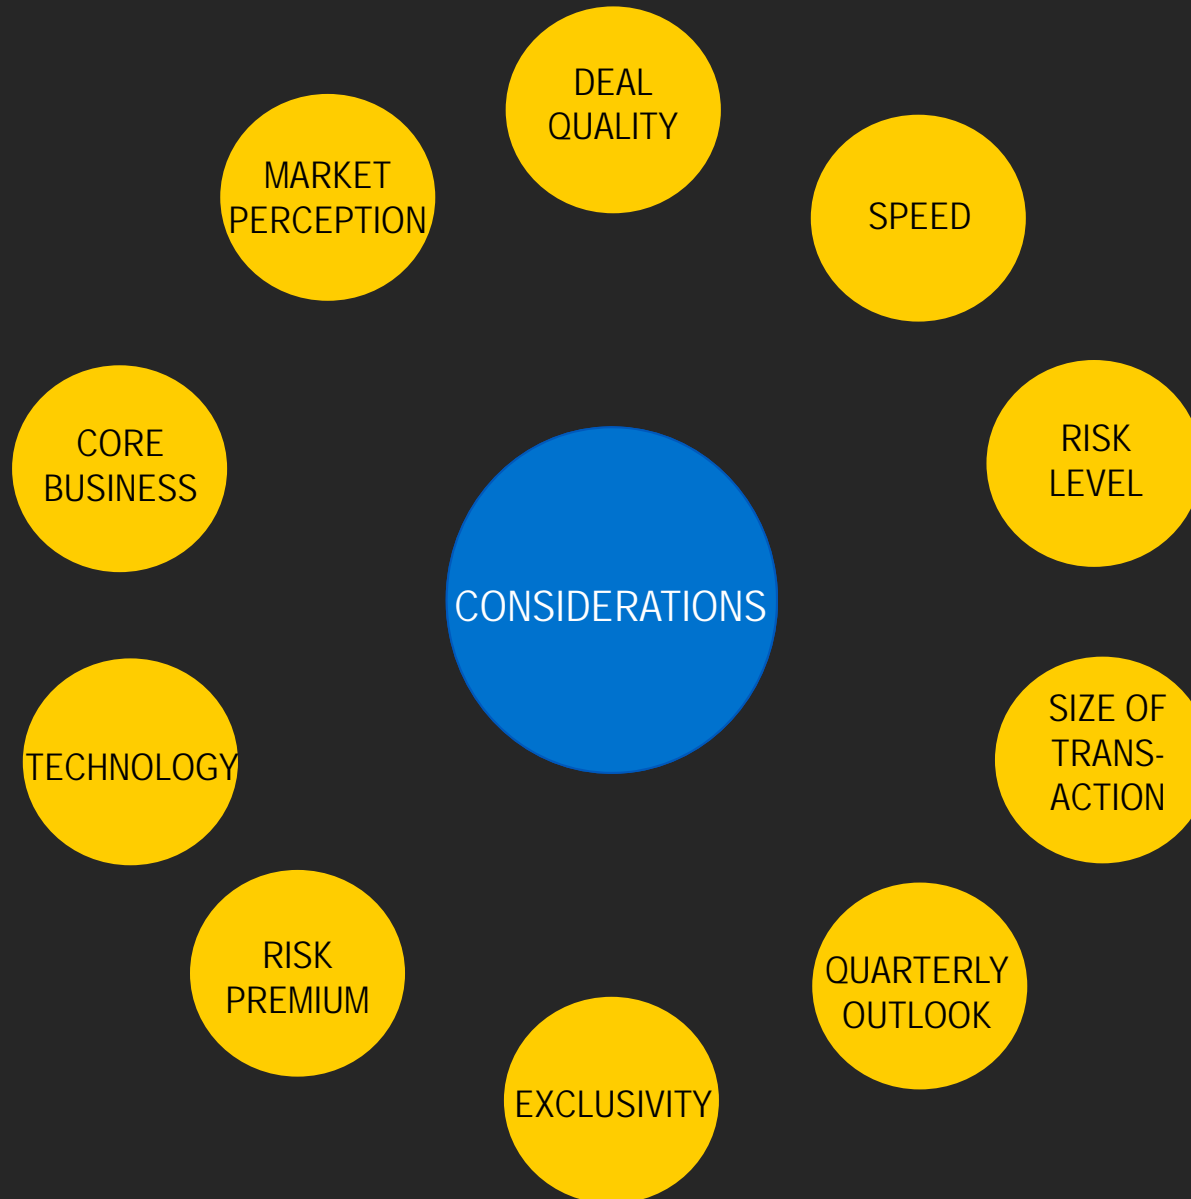 DEAL
QUALITY
MARKET
PERCEPTION
SPEED
CORE
BUSINESS
RISK
LEVEL
CONSIDERATIONS
TECHNOLOGY
SIZE OF
TRANS-
ACTION
RISK
PREMIUM
QUARTERLY
OUTLOOK
EXCLUSIVITY